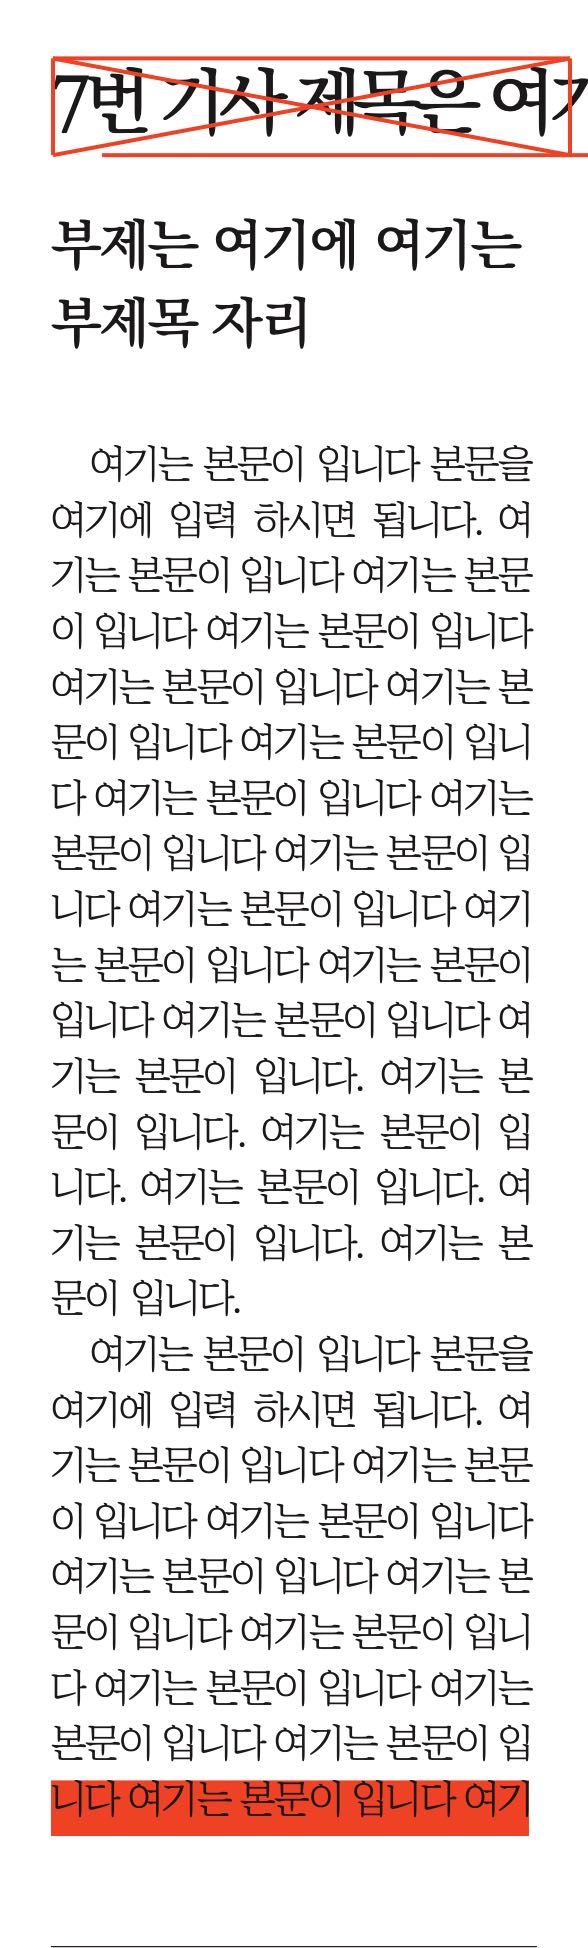 7번 기사 제목은 여
부제는 여기에 여기는
부제목 자리
여기는 본문이 입니다 본문을
여기에 입력 하시면 됩니다. 여
기는 본문이 입니다 여기는 본문
이 입니다 여기는 본문이 입니다
여기는 본문이 입니다 여기는 본
문이 입니다 여기는 본문이 입니
다 여기는 본문이 입니다 여기는
본문이 입니다 여기는 본문이 입
니다 여기는 본문이 입니다 여기
는 본문이 입니다 여기는 본문이
입니다 여기는 본문이 입니다 여
기는 본문이 입니다. 여기는 본
문이 입니다. 여기는 본문이 입
니다. 여기는 본문이 입니다. 여
기는 본문이 입니다. 여기는 본
문이 입니다.
여기는 본문이 입니다 본문을
여기에 입력 하시면 됩니다. 여
기는 본문이 입니다 여기는 본문
이 입니다 여기는 본문이 입니다
여기는 본문이 입니다 여기는 본
문이 입니다 여기는 본문이 입니
다 여기는 본문이 입니다 여기는
본문이 입니다 여기는 본문이 입
니다 여기는 본문이 입니다 여기